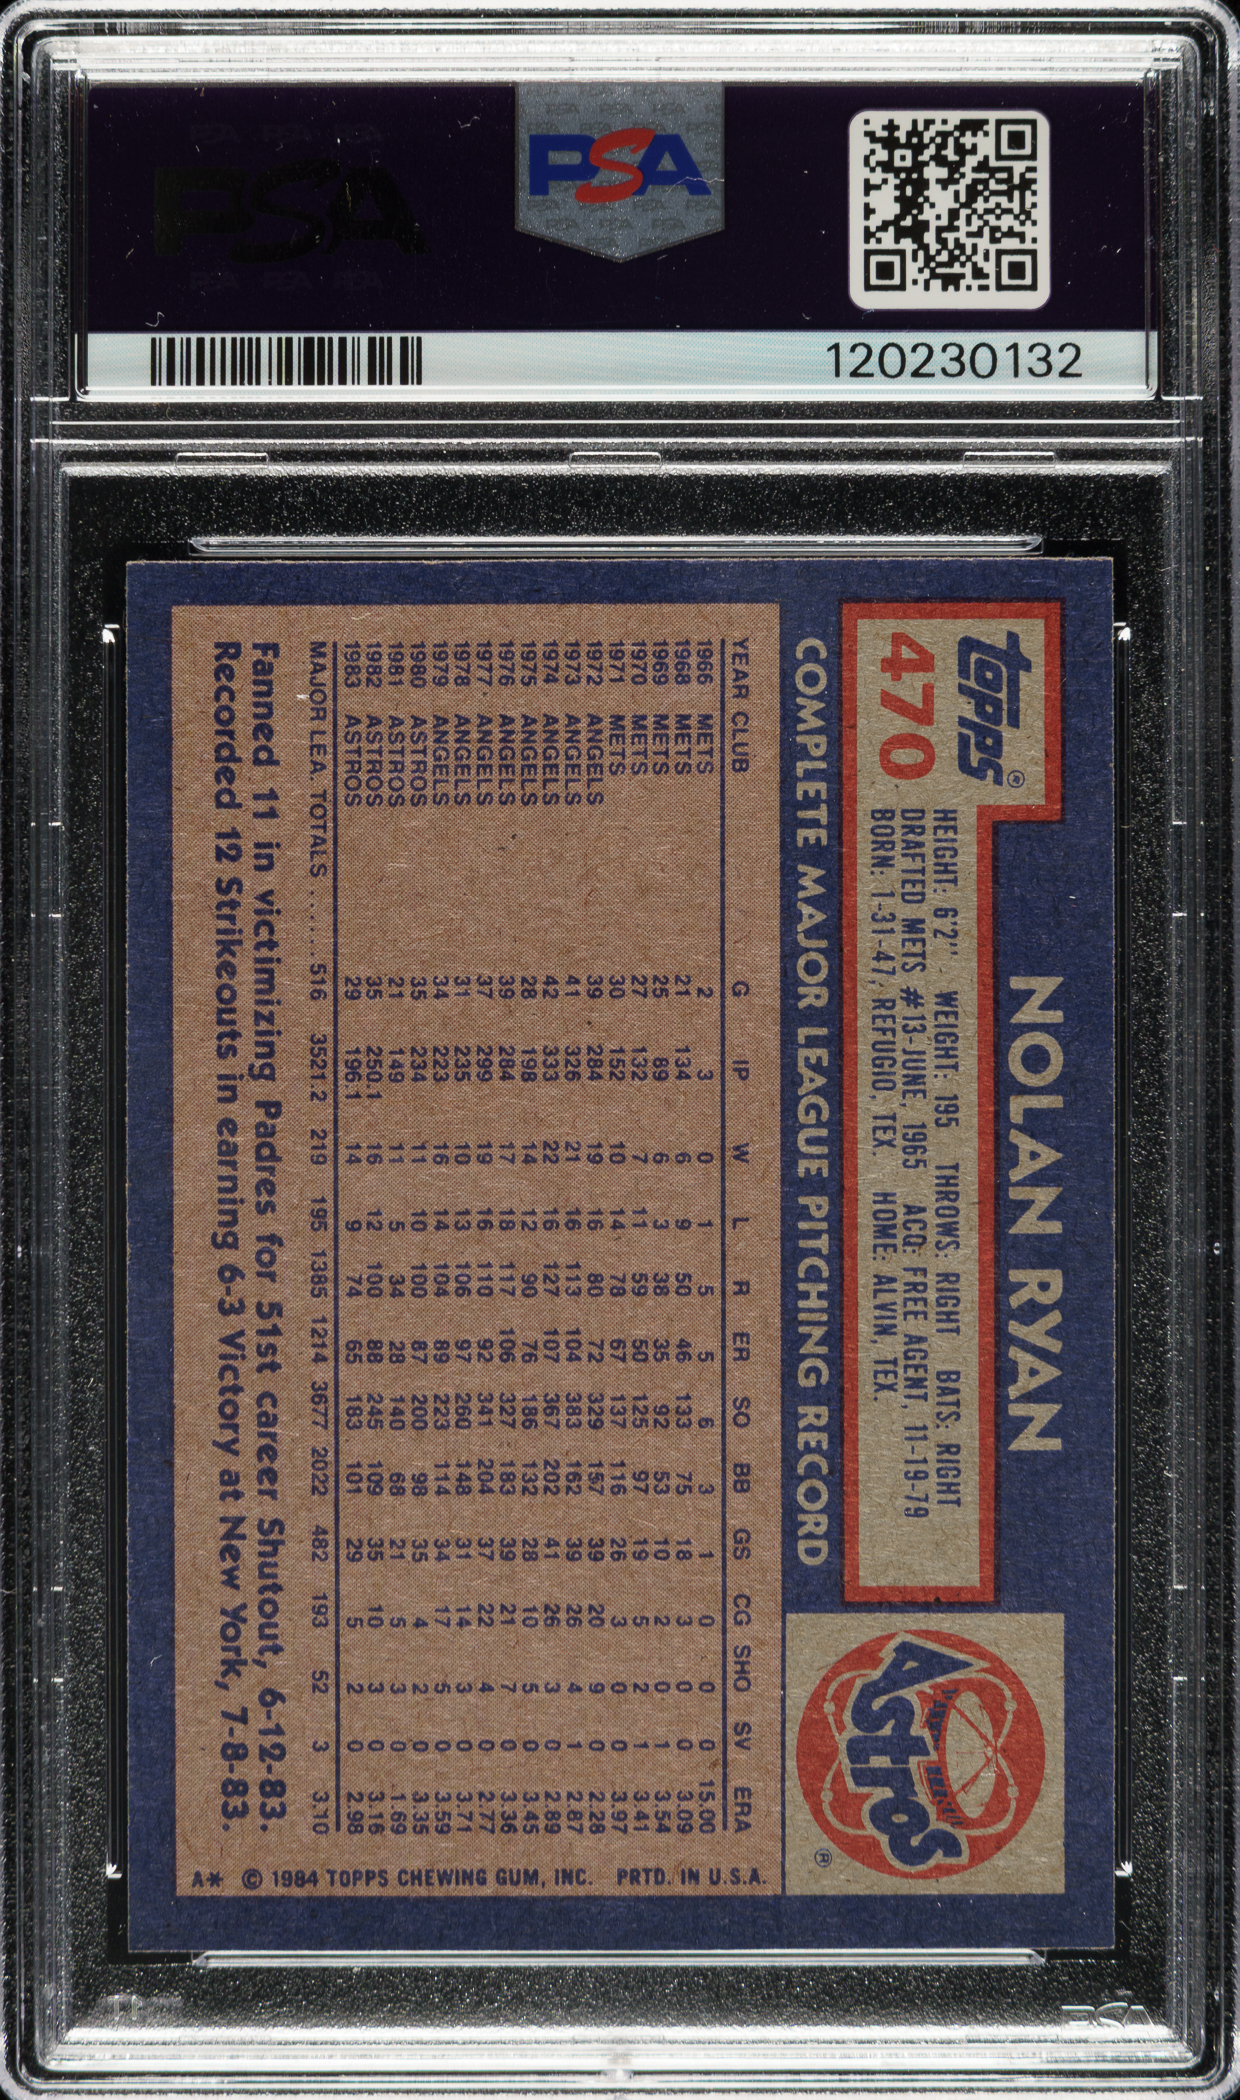 PSA
PSA
120230132
Topps®
470
NOLAN RYAN
HEIGHT: 6'2" WEIGHT: 195 THROWS: RIGHT BATS: RIGHT
DRAFTED METS #13-JUNE, 1965 ACQ: FREE AGENT, 11-19-79
BORN: 1-31-47, REFUGIO, TEX. HOME: ALVIN, TEX.
Astros ®
COMPLETE MAJOR LEAGUE PITCHING RECORD
YEAR CLUB G IP W L R ER SO BB GS CG SHO SV ERA
1966 METS 2 3 0 1 5 5 6 3 1 0 0 0 15.00
1968 METS 21 134 6 9 50 46 133 75 18 3 0 0 3.09
1969 METS 25 89 6 3 38 35 92 53 10 2 0 1 3.54
1970 METS 27 132 7 11 59 50 125 97 19 5 2 1 3.41
1971 METS 30 152 10 14 78 67 137 116 26 3 0 0 3.97
1972 ANGELS 39 284 19 16 80 72 329 157 39 20 9 0 2.28
1973 ANGELS 41 326 21 16 113 104 383 162 39 26 4 1 2.87
1974 ANGELS 42 333 22 16 127 107 367 202 41 26 3 0 2.89
1975 ANGELS 28 198 14 12 90 76 186 132 28 10 5 0 3.45
1976 ANGELS 39 284 17 18 117 106 327 183 39 21 7 0 3.36
1977 ANGELS 37 299 19 16 110 92 341 204 37 22 4 0 2.77
1978 ANGELS 31 235 10 13 106 97 260 148 31 14 3 0 3.71
1979 ANGELS 34 223 16 14 104 89 223 114 34 17 5 0 3.59
1980 ASTROS 35 234 11 10 100 87 200 98 35 4 2 0 3.35
1981 ASTROS 21 149 11 5 34 28 140 68 21 5 3 0 1.69
1982 ASTROS 35 250.1 16 12 100 88 245 109 35 10 3 0 3.16
1983 ASTROS 29 196.1 14 9 74 65 183 101 29 5 2 0 2.98
MAJOR LEA. TOTALS ....... 516 3521.2 219 195 1385 1214 3677 2022 482 193 52 3 3.10
Fanned 11 in victimizing Padres for 51st career Shutout, 6-12-83.
Recorded 12 Strikeouts in earning 6-3 Victory at New York, 7-8-83.
A* © 1984 TOPPS CHEWING GUM, INC. PRTD. IN U.S.A.
PSA